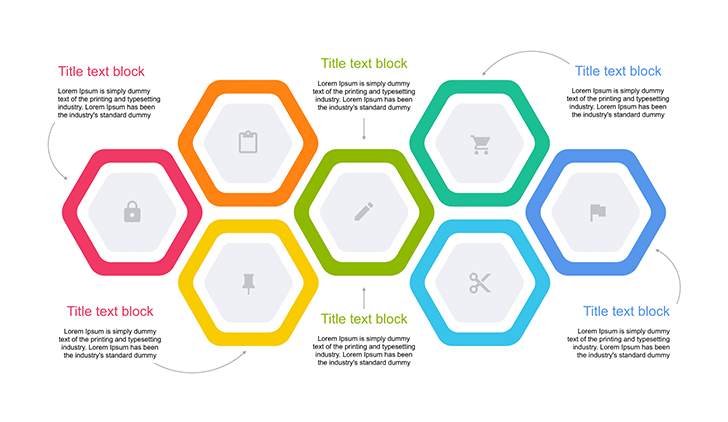 Title text block
Lorem Ipsum is simply dummy
text of the printing and typesetting
industry. Lorem Ipsum has been
the industry's standard dummy
Title text block
Lorem Ipsum is simply dummy
text of the printing and typesetting
industry. Lorem Ipsum has been
the industry's standard dummy
Title text block
Lorem Ipsum is simply dummy
text of the printing and typesetting
industry. Lorem Ipsum has been
the industry's standard dummy
Title text block
Lorem Ipsum is simply dummy
text of the printing and typesetting
industry. Lorem Ipsum has been
the industry's standard dummy
Title text block
Lorem Ipsum is simply dummy
text of the printing and typesetting
industry. Lorem Ipsum has been
the industry's standard dummy
Title text block
Lorem Ipsum is simply dummy
text of the printing and typesetting
industry. Lorem Ipsum has been
the industry's standard dummy